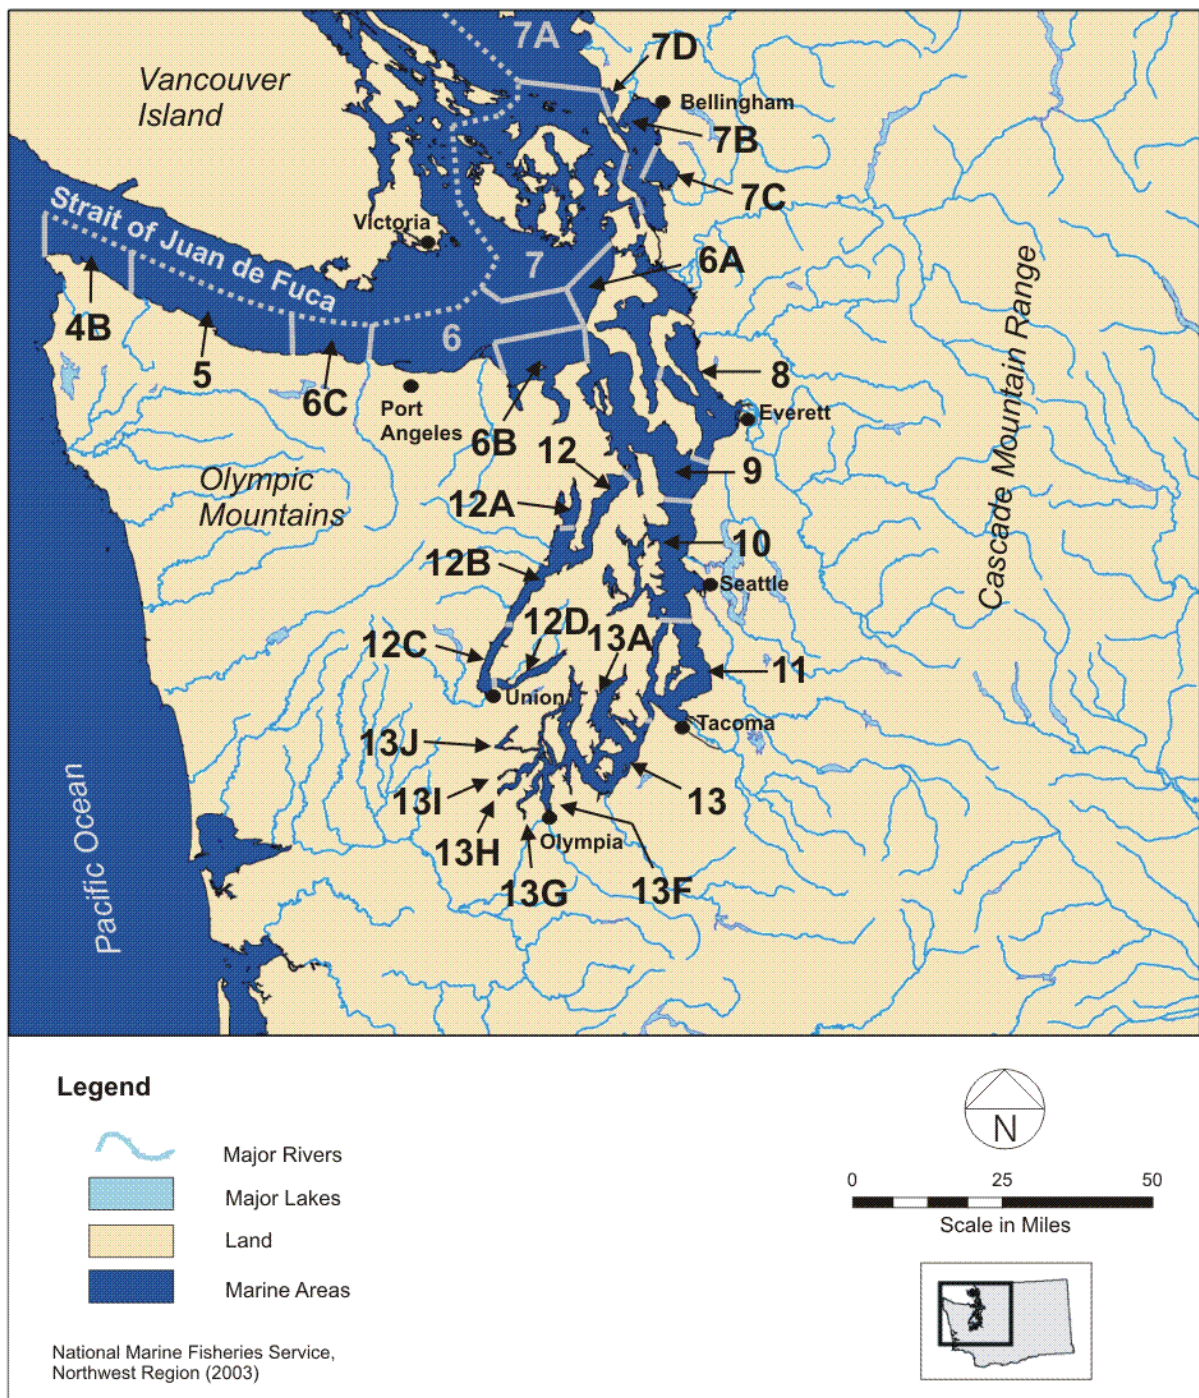 7A
7D
Vancouver
Island
Bellingham
7B
7C
Strait of Juan de Fuca
Victoria
7
6A
4B
5
6C
6
Port
Angeles
6B
8
Everett
Cascade Mountain Range
12
9
Olympic
Mountains
12A
10
12B
Seattle
12D
12C
13A
11
Union
Tacoma
13J
13I
13
13H
Olympia
13G
13F
Pacific Ocean
Legend
Major Rivers
Major Lakes
Land
Marine Areas
National Marine Fisheries Service,
Northwest Region (2003)
N
0 25 50
Scale in Miles